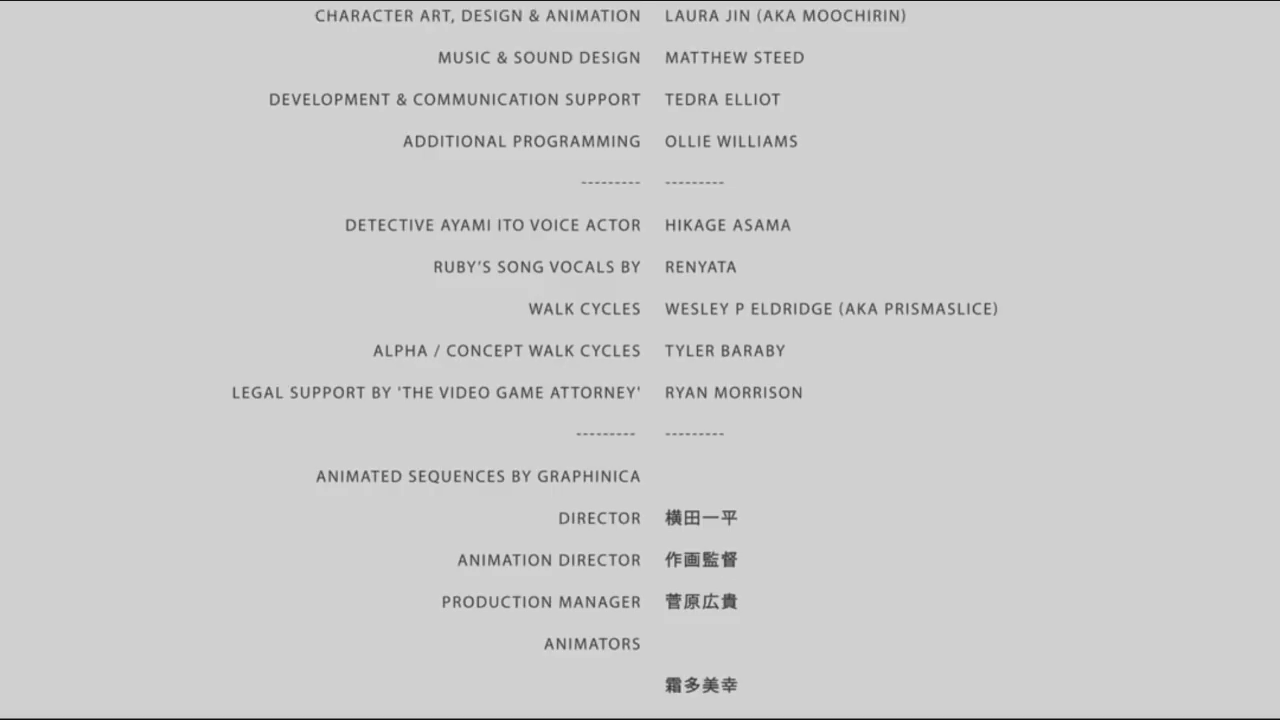 CHARACTER ART, DESIGN & ANIMATION LAURA JIN (AKA MOOCHIRIN)
MUSIC & SOUND DESIGN MATTHEW STEED
DEVELOPMENT & COMMUNICATION SUPPORT TEDRA ELLIOT
ADDITIONAL PROGRAMMING OLLIE WILLIAMS
--------- ---------
DETECTIVE AYAMI ITO VOICE ACTOR HIKAGE ASAMA
RUBY'S SONG VOCALS BY RENYATA
WALK CYCLES WESLEY P ELDRIDGE (AKA PRISMASLICE)
ALPHA / CONCEPT WALK CYCLES TYLER BARABY
LEGAL SUPPORT BY 'THE VIDEO GAME ATTORNEY' RYAN MORRISON
--------- ---------
ANIMATED SEQUENCES BY GRAPHINICA
DIRECTOR 横田一平
ANIMATION DIRECTOR 作画監督
PRODUCTION MANAGER 菅原広貴
ANIMATORS
霜多美幸